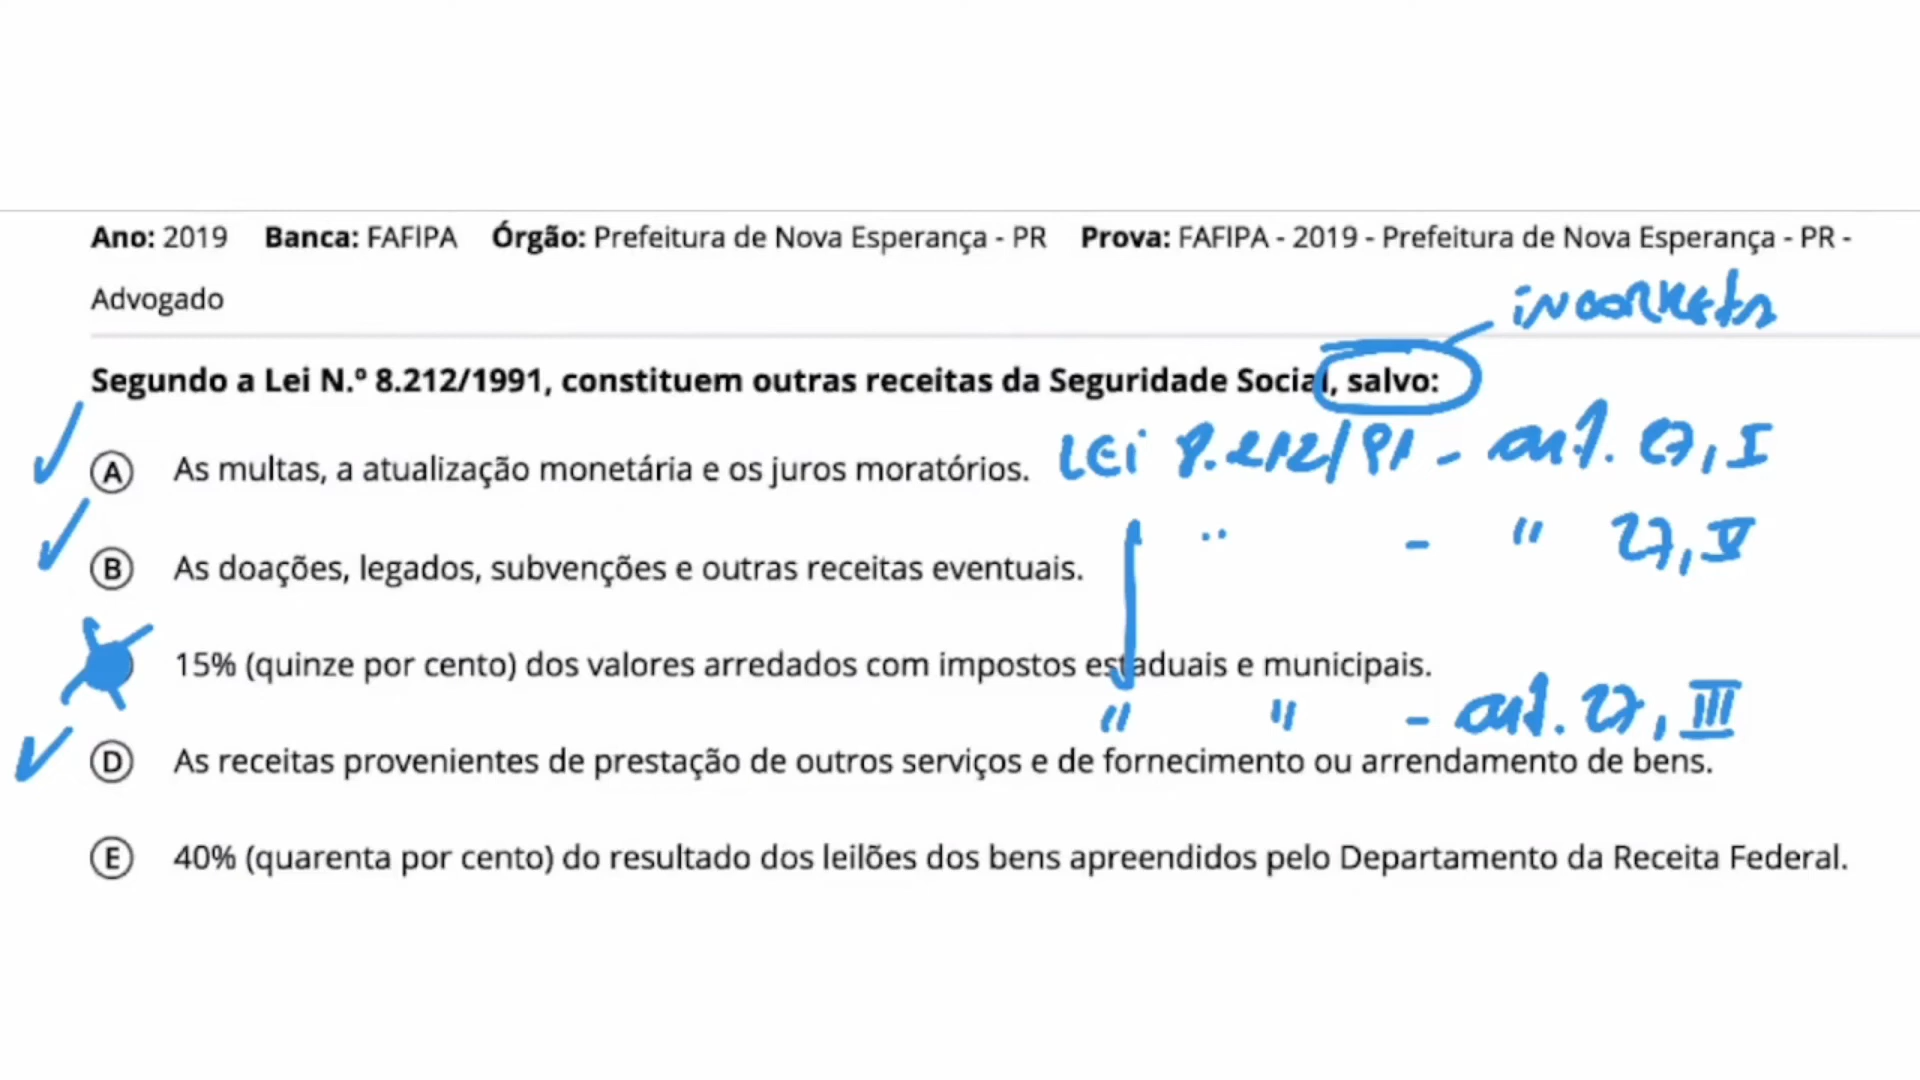 Ano: 2019 Banca: FAFIPA Órgão: Prefeitura de Nova Esperança - PR Prova: FAFIPA - 2019 - Prefeitura de Nova Esperança - PR -
Advogado
incorreta
Segundo a Lei N.º 8.212/1991, constituem outras receitas da Seguridade Social, salvo:
A As multas, a atualização monetária e os juros moratórios. LEi 8.212/91 - art. 27, I
" - " 27, V
B As doações, legados, subvenções e outras receitas eventuais.
15% (quinze por cento) dos valores arredados com impostos estaduais e municipais.
" " - art. 27, III
D As receitas provenientes de prestação de outros serviços e de fornecimento ou arrendamento de bens.
E 40% (quarenta por cento) do resultado dos leilões dos bens apreendidos pelo Departamento da Receita Federal.